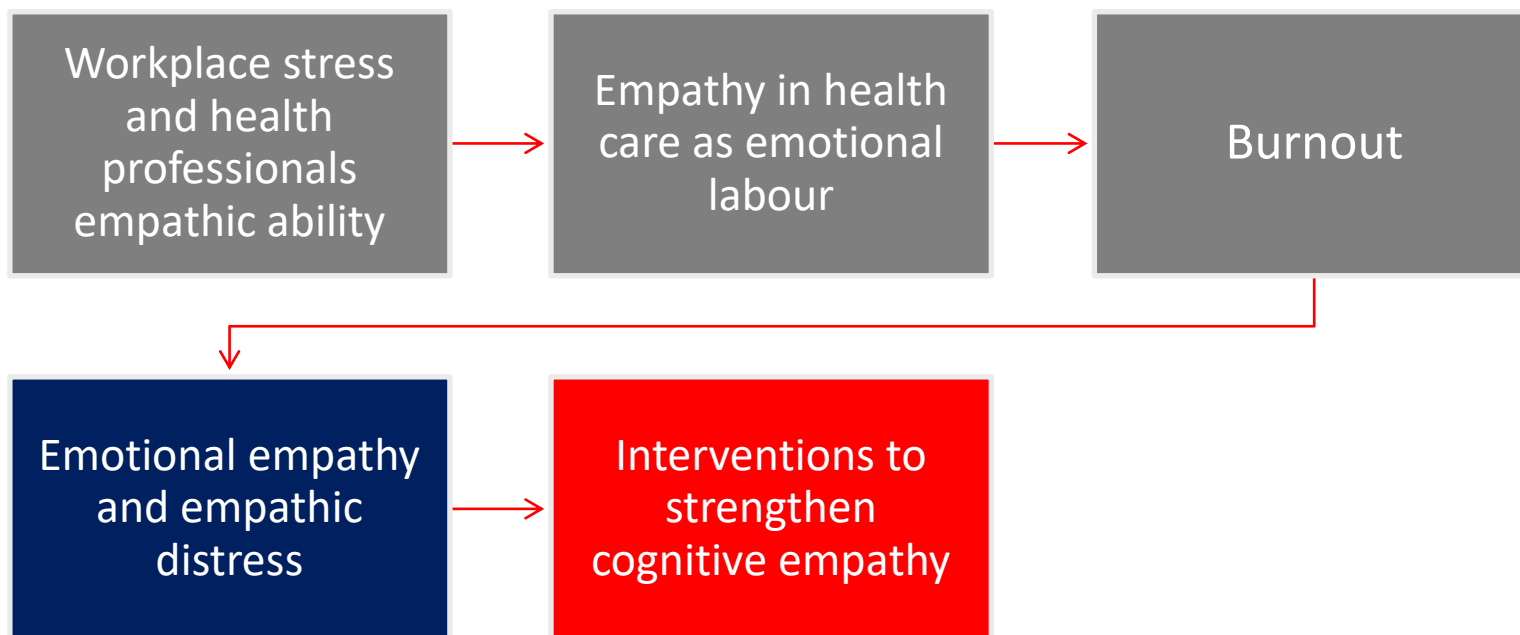 Workplace stress
and health
professionals
empathic ability
Empathy in health
care as emotional
labour
Burnout
Emotional empathy
and empathic
distress
Interventions to
strengthen
cognitive empathy